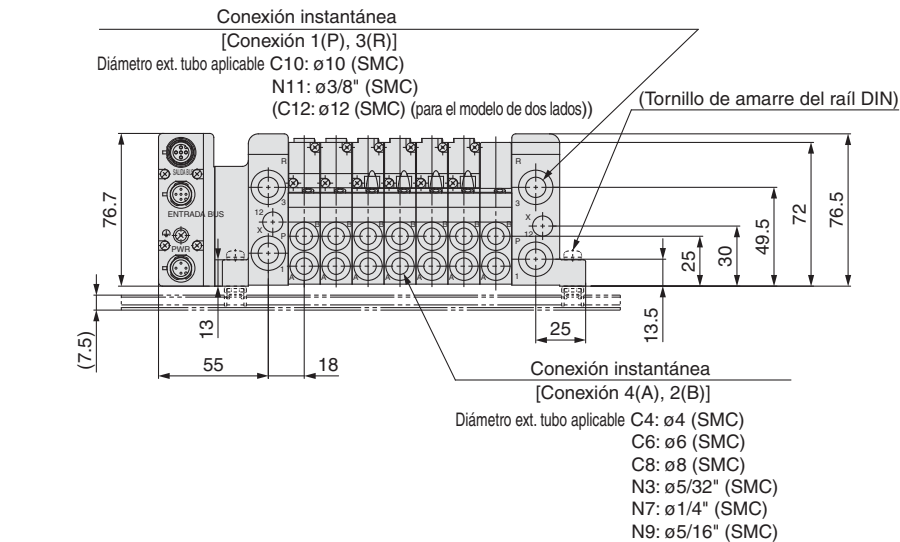 Conexión instantánea
[Conexión 1(P), 3(R)]
Diámetro ext. tubo aplicable C10: ø10 (SMC)
N11: ø3/8" (SMC)
(C12: ø12 (SMC) (para el modelo de dos lados))
(Tornillo de amarre del raíl DIN)
SALIDA BUS
ENTRADA BUS
PWR
R
3
12
X
P
1
B B B B B B B
A A A A A A A
R
3
X
12
P
1
76.7
(7.5)
13
55
18
25
13.5
25
30
49.5
72
76.5
Conexión instantánea
[Conexión 4(A), 2(B)]
Diámetro ext. tubo aplicable C4: ø4 (SMC)
C6: ø6 (SMC)
C8: ø8 (SMC)
N3: ø5/32" (SMC)
N7: ø1/4" (SMC)
N9: ø5/16" (SMC)